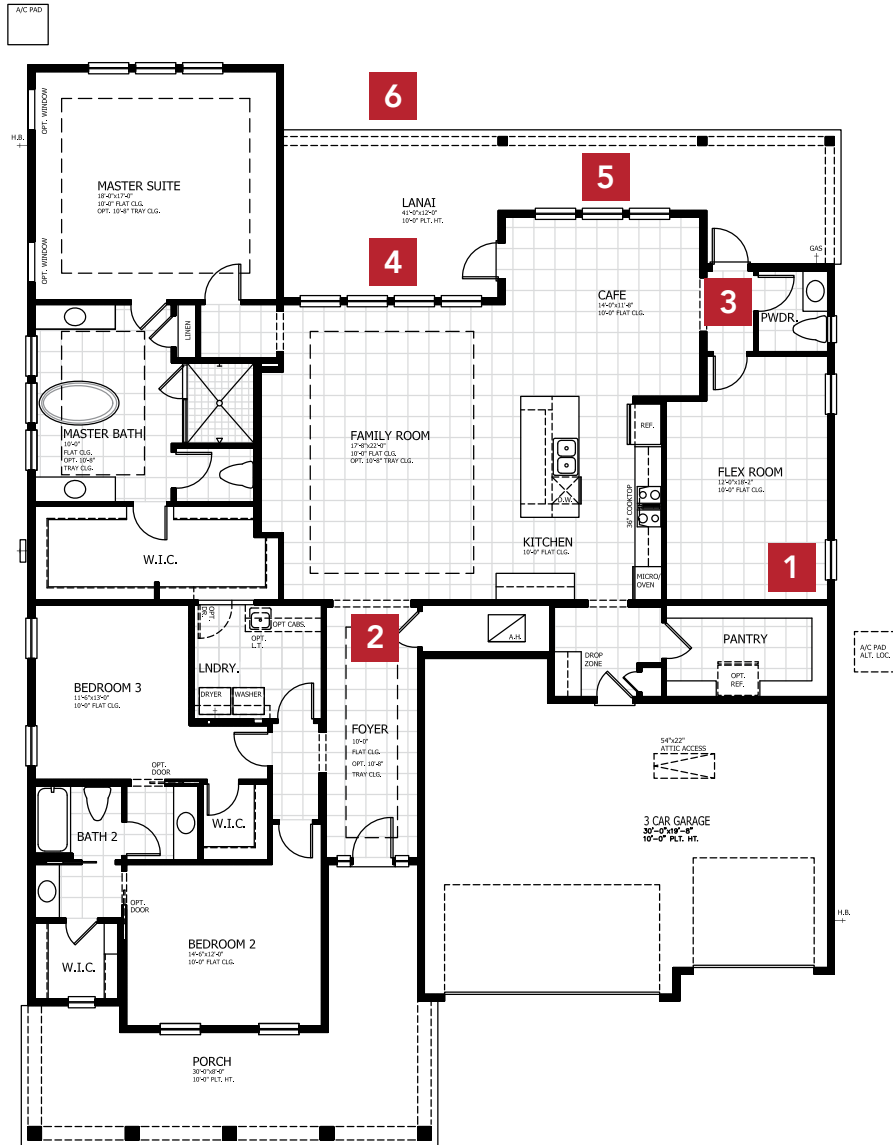 A/C PAD
6
OPT. WINDOW
H.B.
MASTER SUITE
18'-0"x17'-0"
10'-0" FLAT CLG.
OPT. 10'-8" TRAY CLG.
5
LANAI
41'-0"x12'-0"
10'-0" PLT. HT.
OPT. WINDOW
GAS
4
CAFE
14'-0"x11'-8"
10'-0" FLAT CLG.
3
PWDR.
LINEN
MASTER BATH
10'-0"
FLAT CLG.
OPT. 10'-8"
TRAY CLG.
FAMILY ROOM
17'-8"x22'-0"
10'-0" FLAT CLG.
OPT. 10'-8" TRAY CLG.
REF.
FLEX ROOM
12'-0"x18'-2"
10'-0" FLAT CLG.
D.W.
36" COOKTOP
KITCHEN
10'-0" FLAT CLG.
W.I.C.
MICRO/
OVEN
1
OPT.
DR.
OPT CABS.
OPT.
L.T.
LNDRY.
2
A.H.
PANTRY
A/C PAD
ALT. LOC.
DROP
ZONE
OPT.
REF.
BEDROOM 3
11'-6"x13'-0"
10'-0" FLAT CLG.
DRYER
WASHER
FOYER
10'-0"
FLAT CLG.
OPT. 10'-8"
TRAY CLG.
54"x22"
ATTIC ACCESS
OPT.
DOOR
W.I.C.
BATH 2
3 CAR GARAGE
30'-0"x19'-8"
10'-0" PLT. HT.
OPT.
DOOR
H.B.
BEDROOM 2
14'-6"x12'-0"
10'-0" FLAT CLG.
W.I.C.
PORCH
30'-0"x8'-0"
10'-0" PLT. HT.